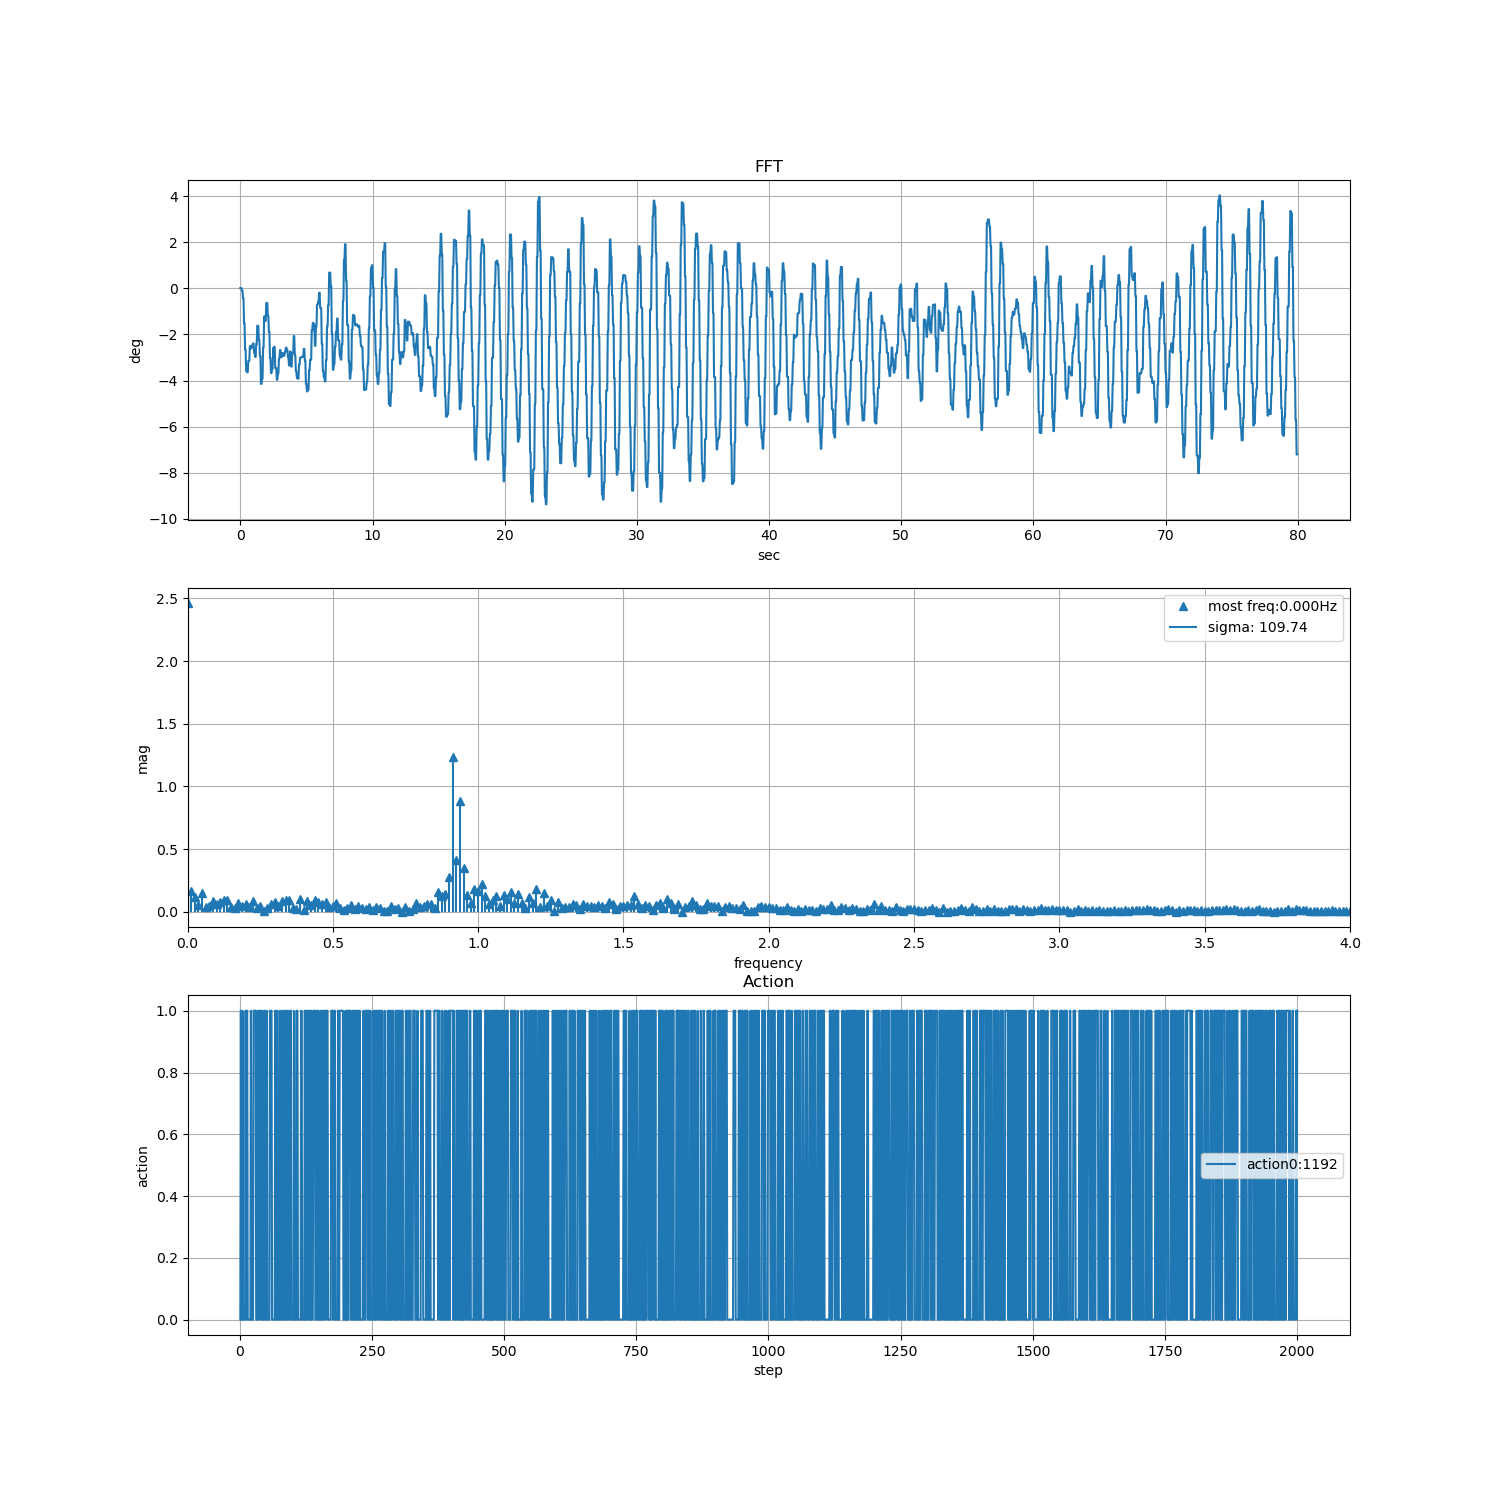 FFT
4
2
0
−2
−4
−6
−8
−10
deg
0 10 20 30 40 50 60 70 80
sec
2.5
2.0
1.5
1.0
0.5
0.0
mag
most freq:0.000Hz
sigma: 109.74
0.0 0.5 1.0 1.5 2.0 2.5 3.0 3.5 4.0
frequency
Action
1.0
0.8
0.6
0.4
0.2
0.0
action
action0:1192
0 250 500 750 1000 1250 1500 1750 2000
step